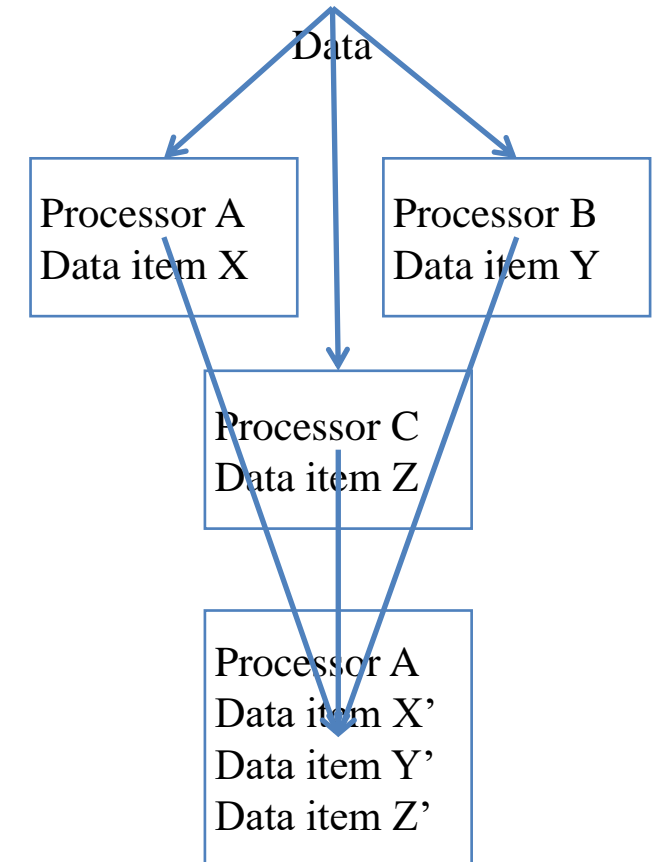 Data
Processor A
Data item X
Processor B
Data item Y
Processor C
Data item Z
Processor A
Data item X’
Data item Y’
Data item Z’